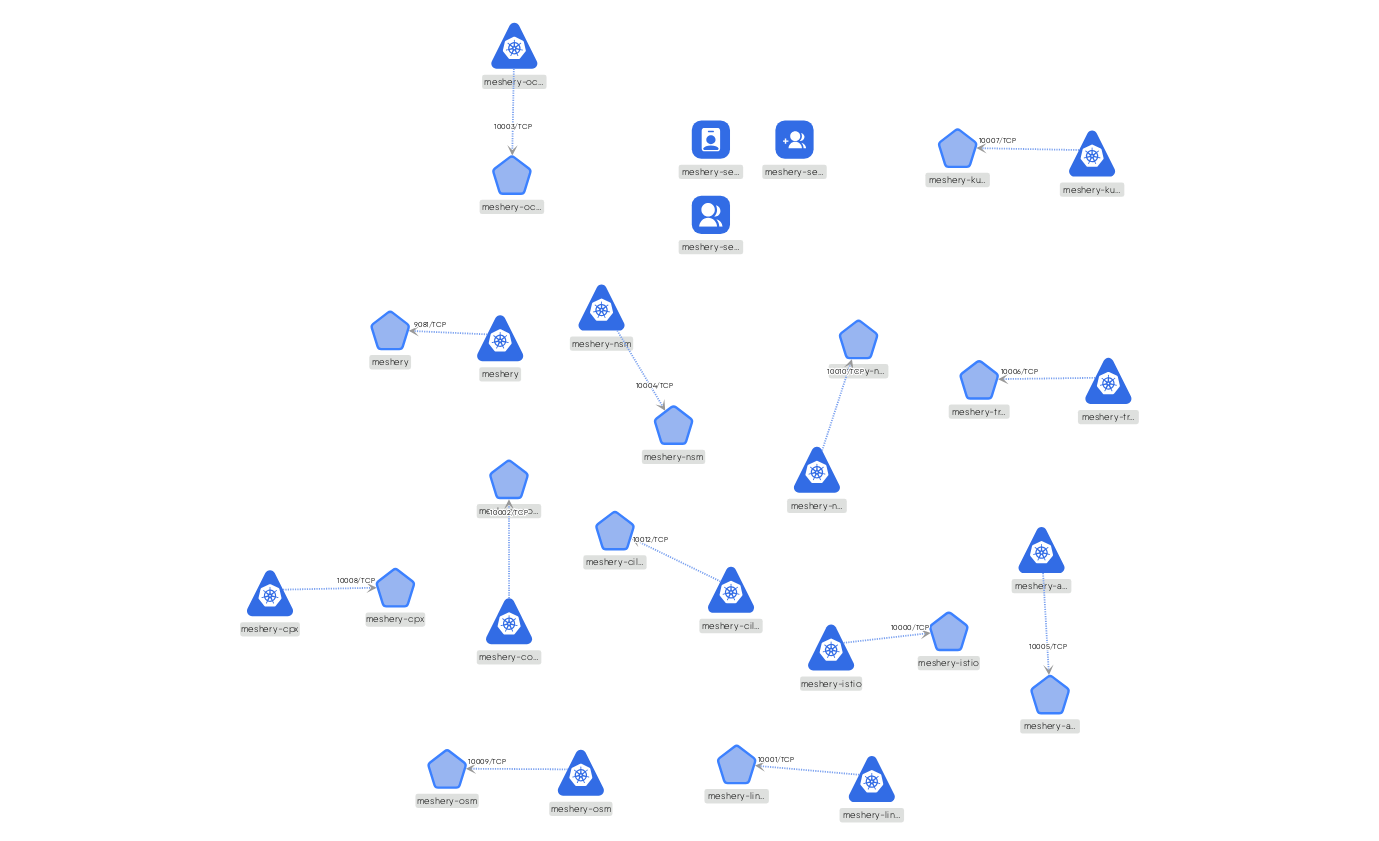 meshery-oc...
10003/TCP
meshery-oc...
meshery-se...
meshery-se...
meshery-se...
10007/TCP
meshery-ku...
meshery-ku...
9081/TCP
meshery
meshery
meshery-nsm
10004/TCP
meshery-nsm
10010/TCP
meshery-n...
10006/TCP
meshery-tr...
meshery-tr...
10002/TCP
meshery-co...
10012/TCP
meshery-cil...
meshery-cil...
10008/TCP
meshery-cpx
meshery-cpx
10000/TCP
meshery-istio
meshery-istio
meshery-a...
10005/TCP
meshery-a...
10009/TCP
meshery-osm
meshery-osm
10001/TCP
meshery-lin...
meshery-lin...